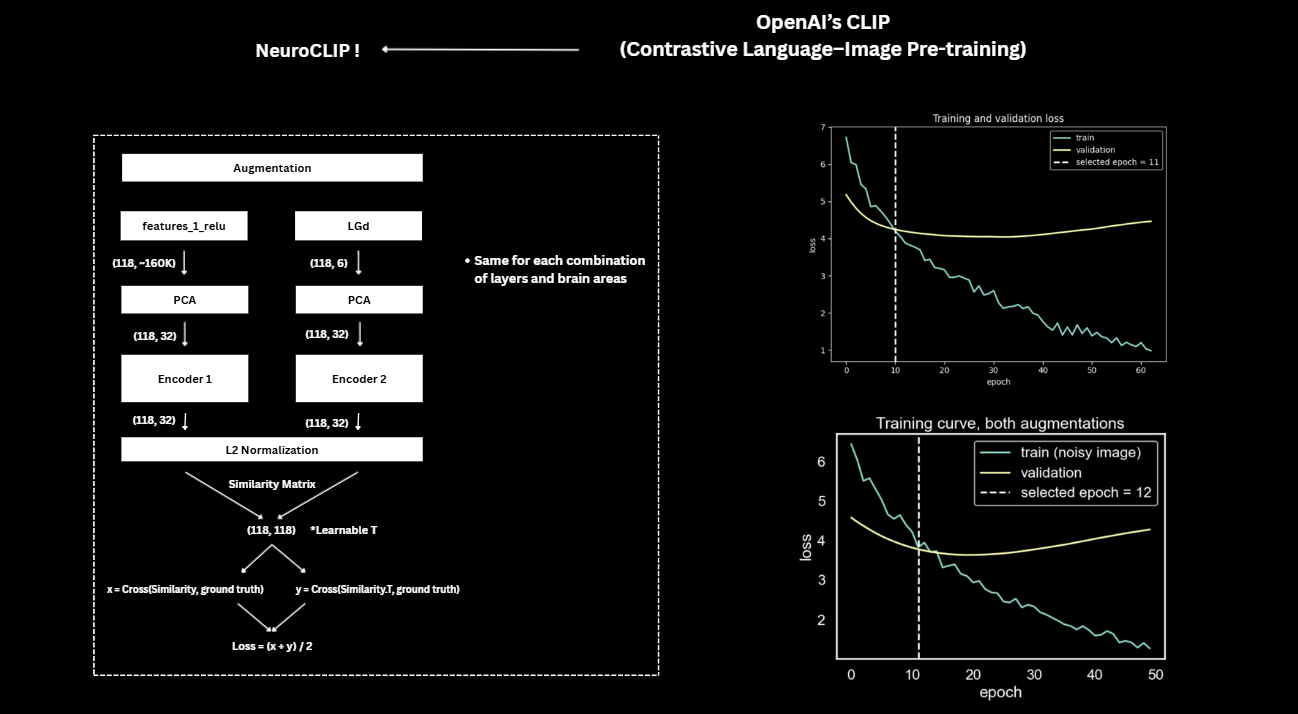 OpenAI’s CLIP
(Contrastive Language–Image Pre-training)
NeuroCLIP !
Augmentation
features_1_relu
LGd
(118, ~160K)
(118, 6)
PCA
PCA
(118, 32)
(118, 32)
Encoder 1
Encoder 2
(118, 32)
(118, 32)
L2 Normalization
Similarity Matrix
(118, 118)
*Learnable T
x = Cross(Similarity, ground truth)
y = Cross(Similarity.T, ground truth)
Loss = (x + y) / 2
• Same for each combination
of layers and brain areas
Training and validation loss
train
validation
selected epoch = 11
7
6
5
4
3
2
1
loss
0 10 20 30 40 50 60
epoch
Training curve, both augmentations
train (noisy image)
validation
selected epoch = 12
6
5
4
3
2
loss
0 10 20 30 40 50
epoch